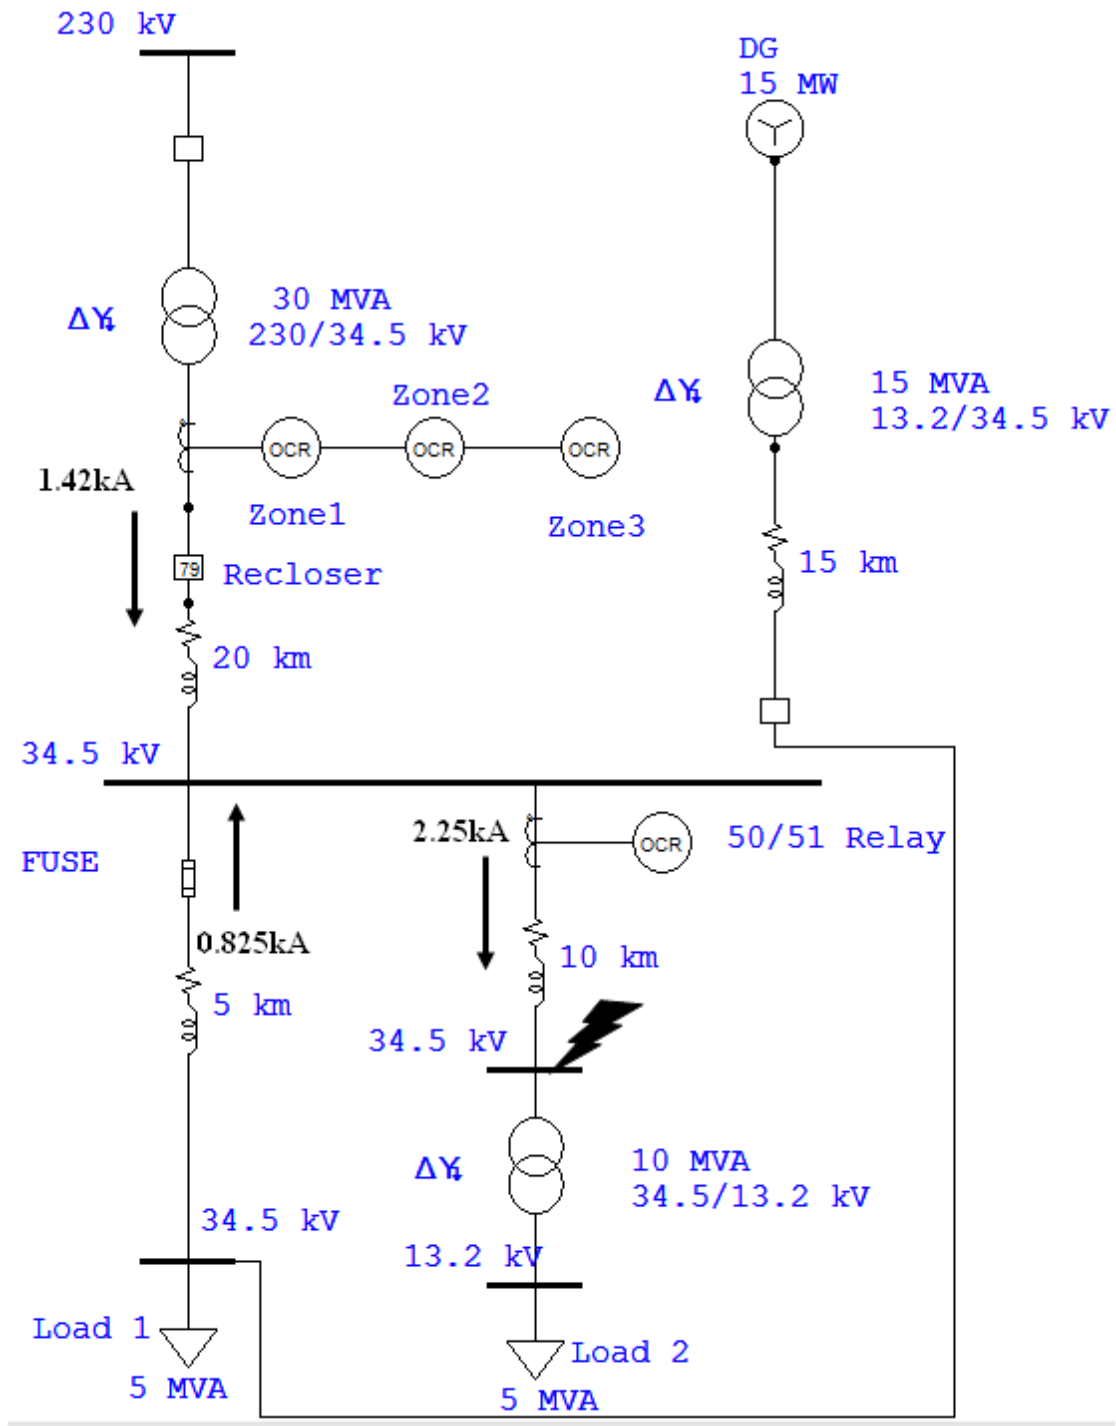 230 kV
DG
15 MW
ΔY
30 MVA
230/34.5 kV
Zone2
ΔY
15 MVA
13.2/34.5 kV
OCR
OCR
OCR
1.42kA
Zone1
Zone3
79
Recloser
15 km
20 km
34.5 kV
2.25kA
OCR
50/51 Relay
FUSE
0.825kA
10 km
5 km
34.5 kV
ΔY
10 MVA
34.5/13.2 kV
34.5 kV
13.2 kV
Load 1
Load 2
5 MVA
5 MVA